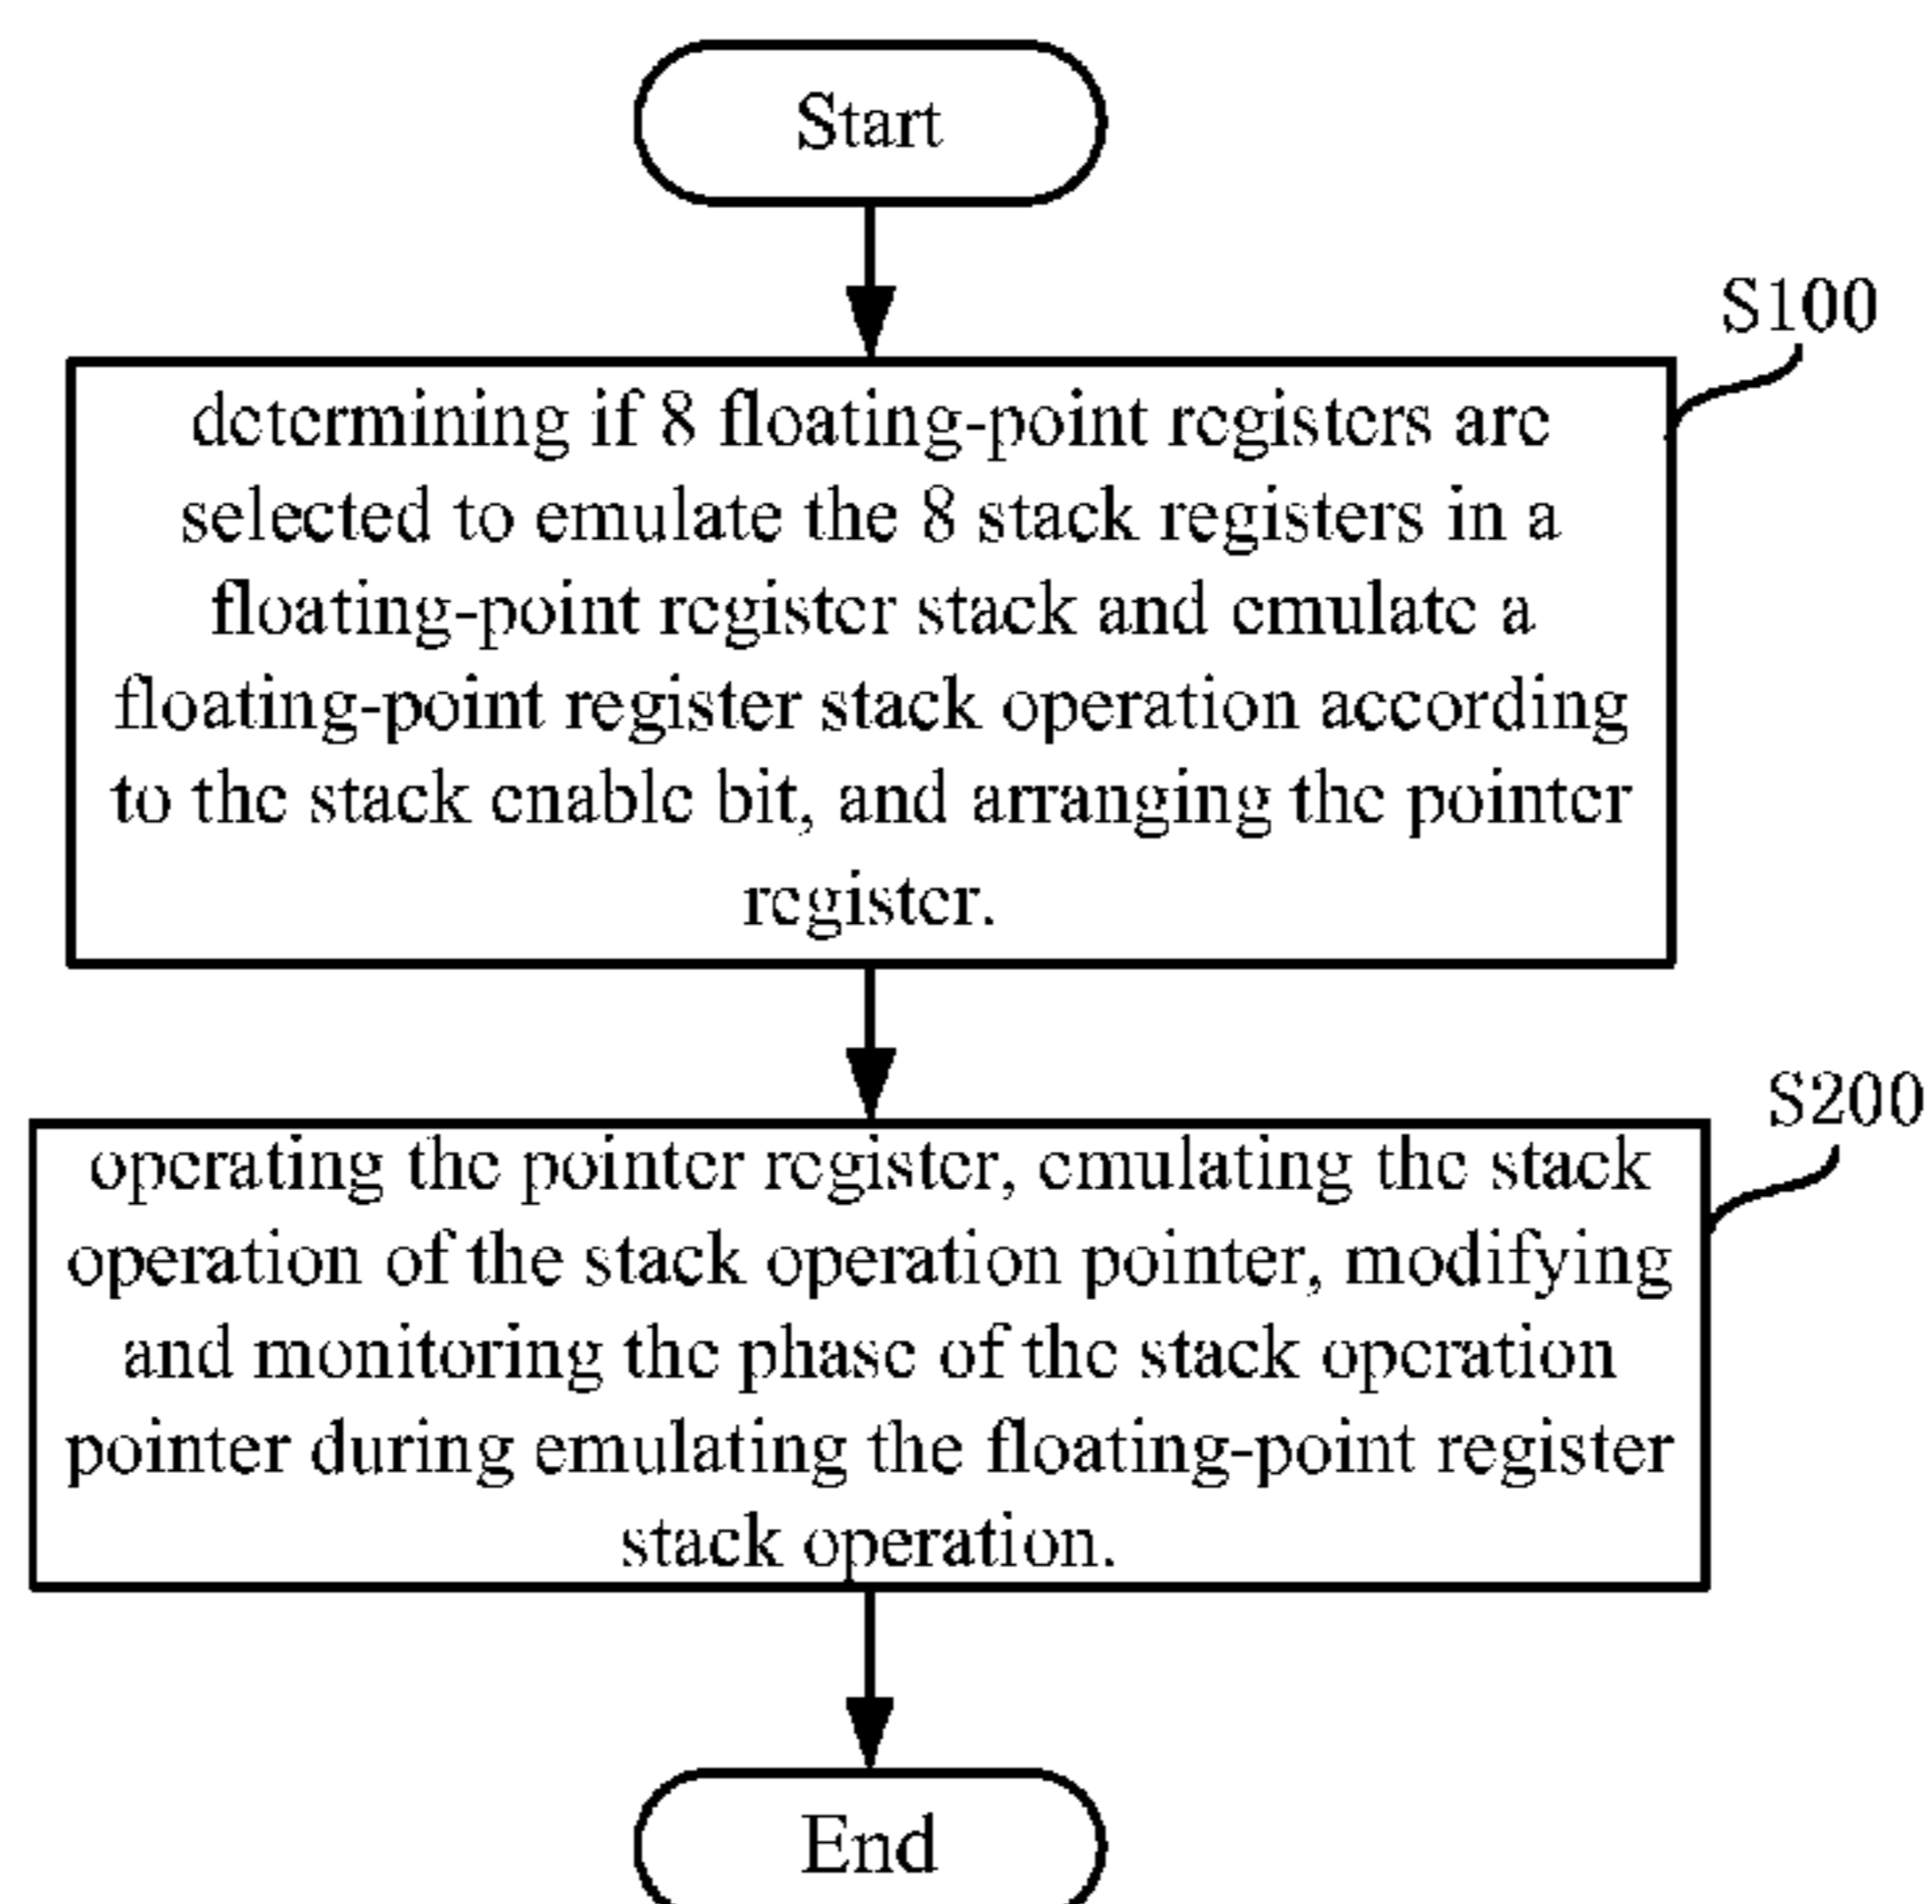 Start
S100
determining if 8 floating-point registers are
selected to emulate the 8 stack registers in a
floating-point register stack and emulate a
floating-point register stack operation according
to the stack enable bit, and arranging the pointer
register.
S200
operating the pointer register, emulating the stack
operation of the stack operation pointer, modifying
and monitoring the phase of the stack operation
pointer during emulating the floating-point register
stack operation.
End